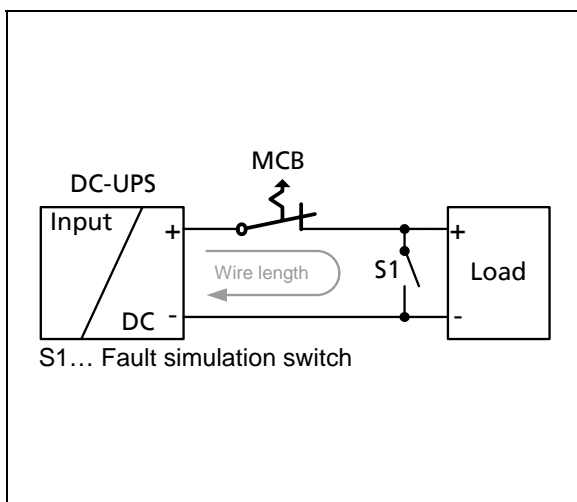 MCB
DC-UPS
Input
+
+
Wire length
S1
Load
DC
-
-
S1... Fault simulation switch